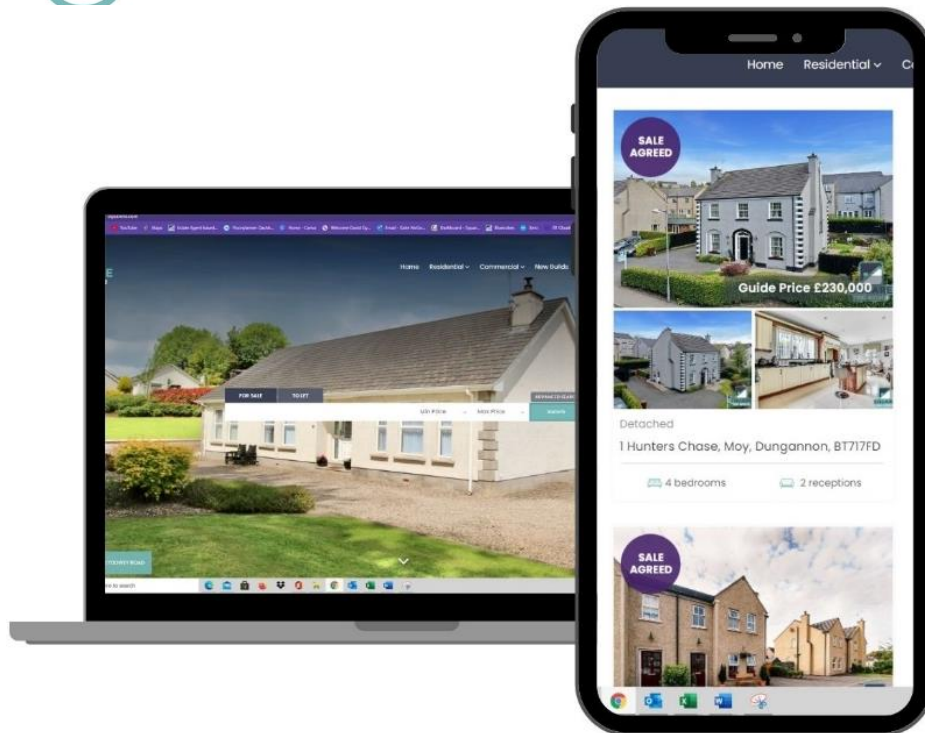 YouTube
Maps
Home
Residential
Commercial
New Builds
FOR SALE
TO LET
Min Price
Max Price
to search
Home
Residential
SALE
AGREED
Guide Price £230,000
Detached
1 Hunters Chase, Moy, Dungannon, BT717FD
4 bedrooms
2 receptions
SALE
AGREED